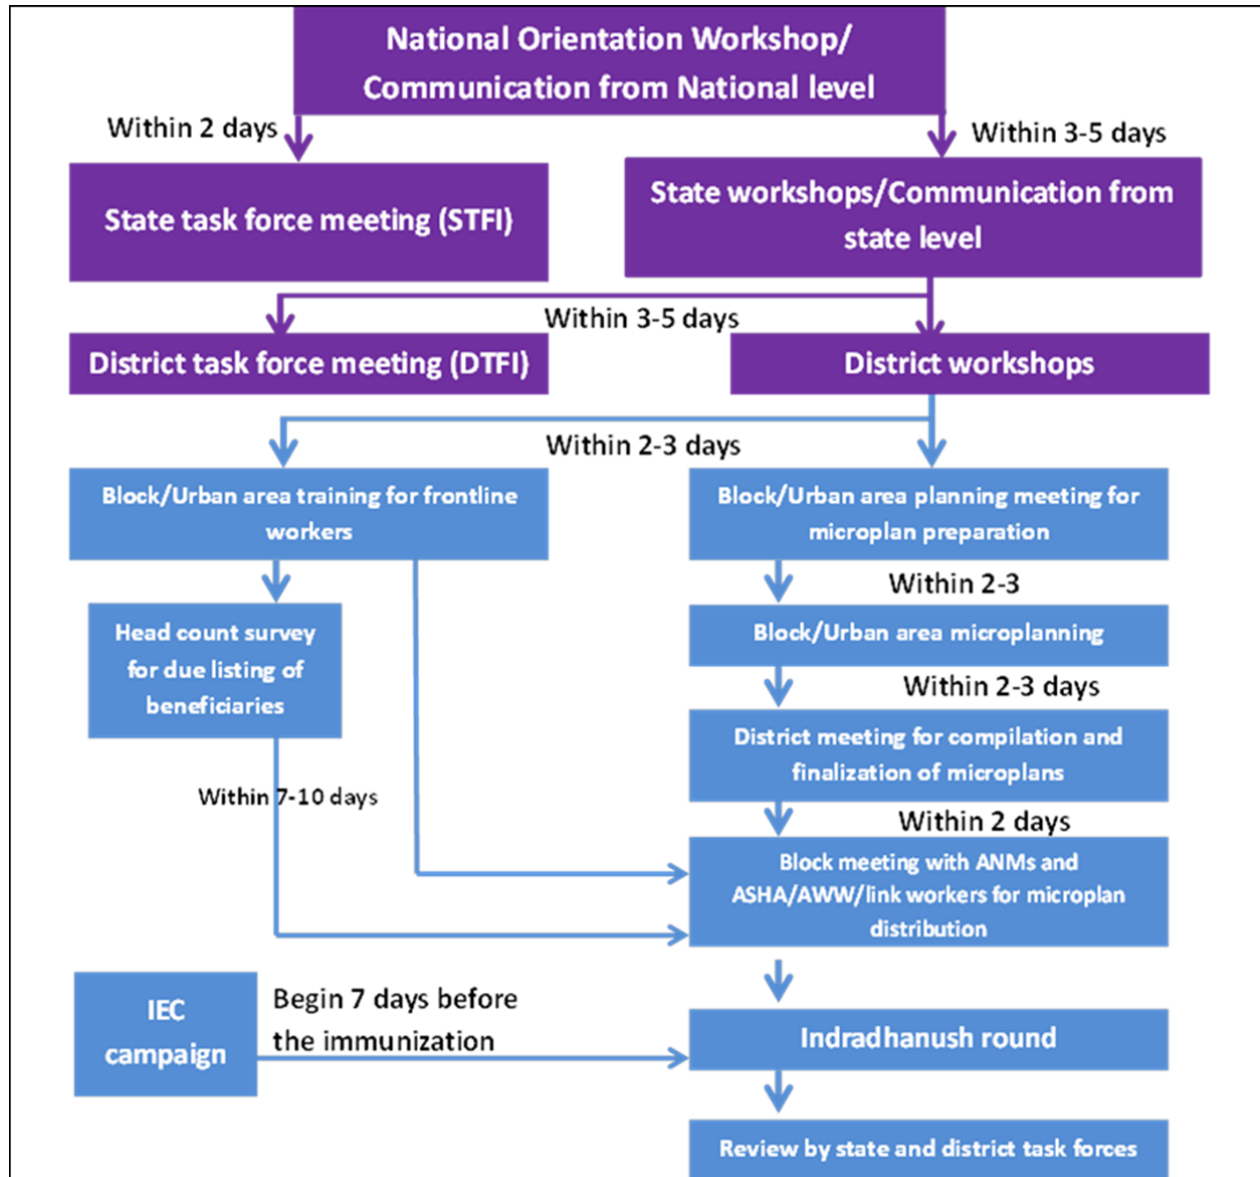 National Orientation Workshop/
Communication from National level
Within 2 days
Within 3-5 days
State task force meeting (STFI)
State workshops/Communication from
state level
Within 3-5 days
District task force meeting (DTFI)
District workshops
Within 2-3 days
Block/Urban area training for frontline
workers
Block/Urban area planning meeting for
microplan preparation
Within 2-3
Head count survey
for due listing of
beneficiaries
Block/Urban area microplanning
Within 2-3 days
District meeting for compilation and
finalization of microplans
Within 7-10 days
Within 2 days
Block meeting with ANMs and
ASHA/AWW/link workers for microplan
distribution
IEC
campaign
Begin 7 days before
the immunization
Indradhanush round
Review by state and district task forces